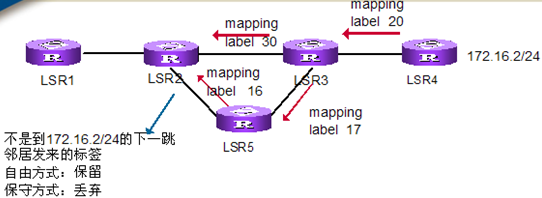 mapping
label 20
mapping
label 30
172.16.2/24
LSR1
LSR2
LSR3
LSR4
mapping
label 16
mapping
label 17
LSR5
不是到172.16.2/24的下一跳
邻居发来的标签
自由方式：保留
保守方式：丢弃
R
R
R
R
R